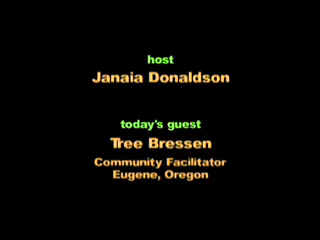 host
Janaia Donaldson
today's guest
Tree Bressen
Community Facilitator
Eugene, Oregon